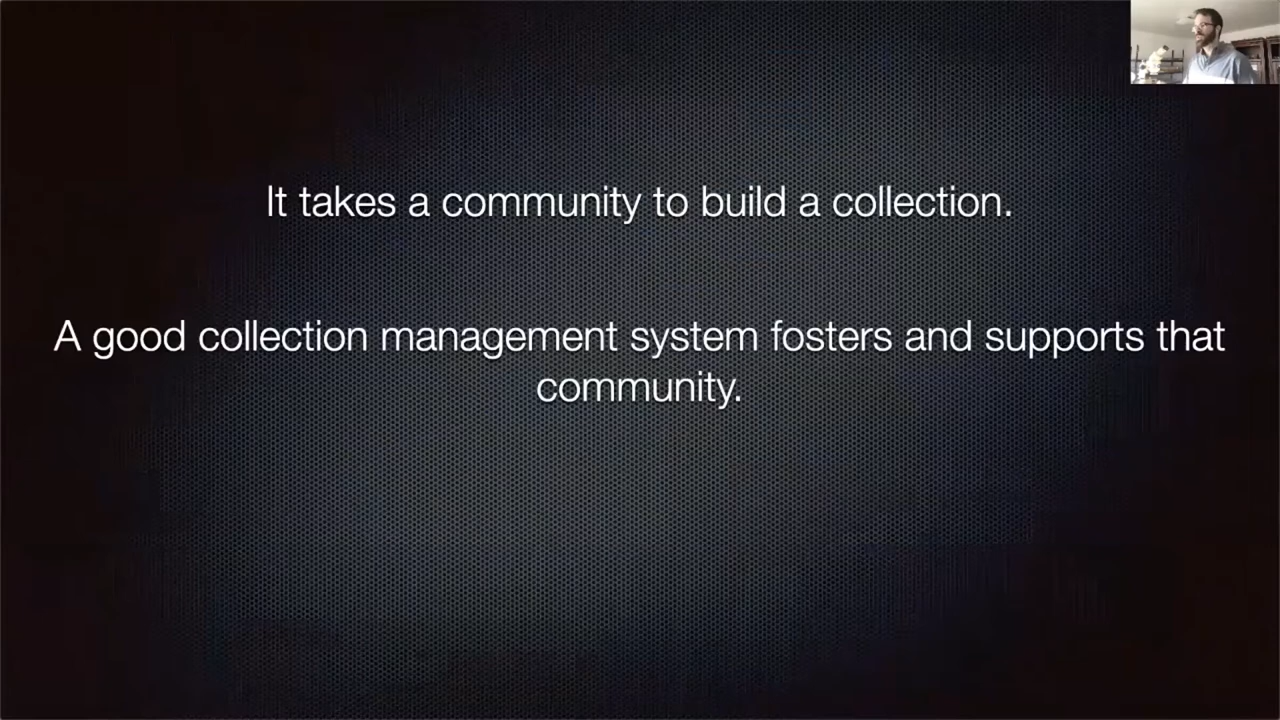 It takes a community to build a collection.
A good collection management system fosters and supports that
community.